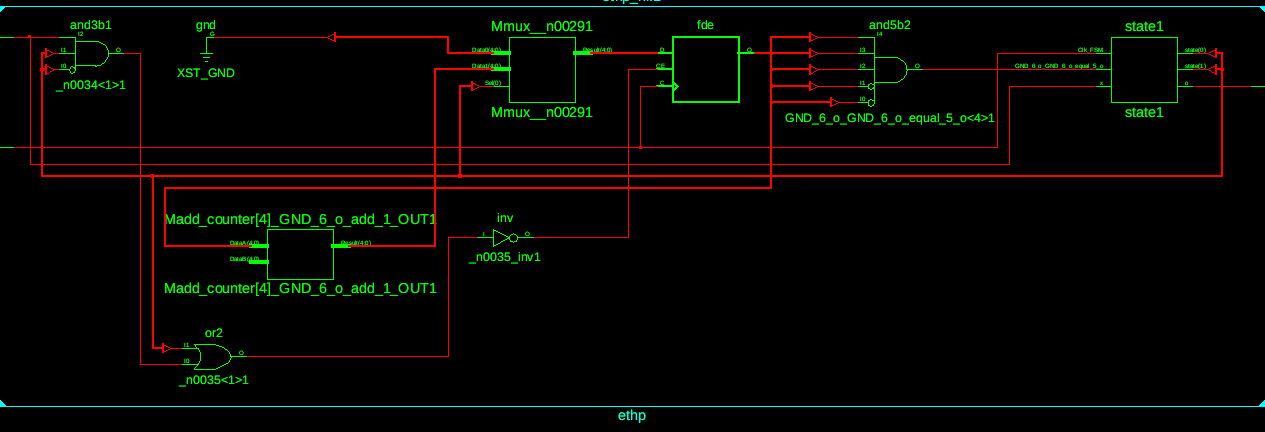 and3b1
gnd
Mmux__n00291
fde
and5b2
state1
I2
G
I4
I1
O
Data0(4:0)
Result(4:0)
D
Q
I3
Clk_FSM
state(0)
I0
XST_GND
Data1(4:0)
CE
I2
O
GND_6_o_GND_6_o_equal_5_o
state(1)
_n0034<1>1
Sel(0)
C
I1
x
I0
Mmux__n00291
GND_6_o_GND_6_o_equal_5_o<4>1
state1
Madd_counter[4]_GND_6_o_add_1_OUT1
inv
DataA(4:0)
Result(4:0)
I
O
DataB(4:0)
_n0035_inv1
Madd_counter[4]_GND_6_o_add_1_OUT1
or2
I1
O
I0
_n0035<1>1
ethp